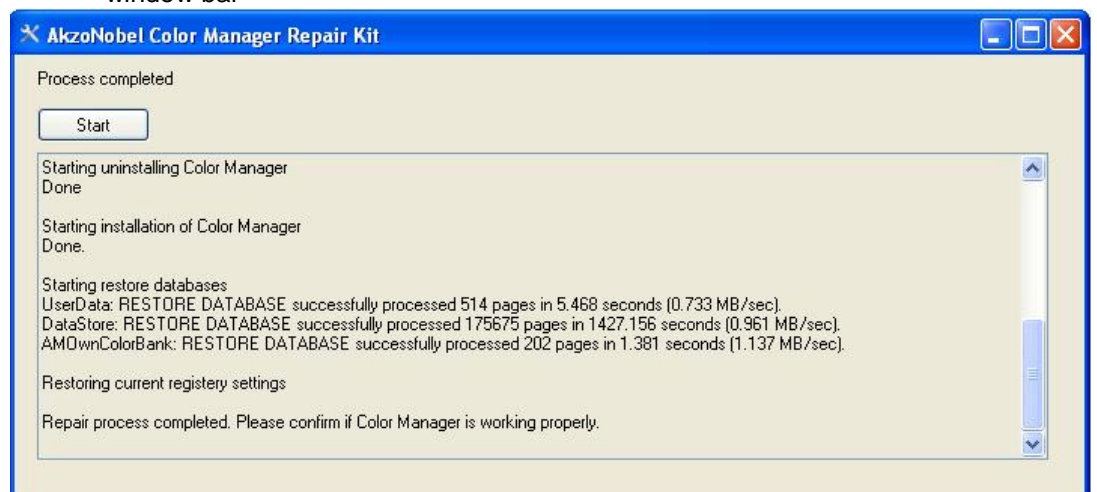 window bar
AkzoNobel Color Manager Repair Kit
Process completed
Start
Starting uninstalling Color Manager
Done
Starting installation of Color Manager
Done.
Starting restore databases
UserData: RESTORE DATABASE successfully processed 514 pages in 5.468 seconds (0.733 MB/sec).
DataStore: RESTORE DATABASE successfully processed 175675 pages in 1427.156 seconds (0.961 MB/sec).
AMOwnColorBank: RESTORE DATABASE successfully processed 202 pages in 1.381 seconds (1.137 MB/sec).
Restoring current registery settings
Repair process completed. Please confirm if Color Manager is working properly.